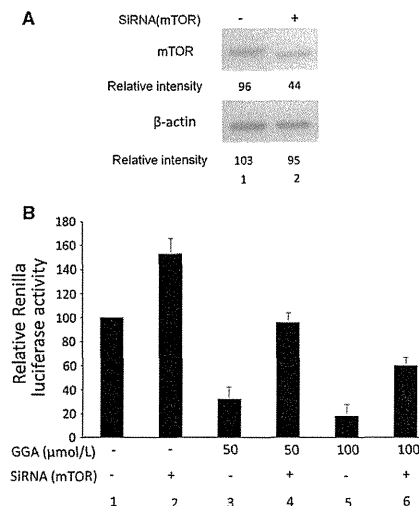 A
SiRNA(mTOR) - +
mTOR
Relative intensity 96 44
β-actin
Relative intensity 103 95
1 2
B
Relative Renilla
luciferase activity
180
160
140
120
100
80
60
40
20
0
GGA (μmol/L) - - 50 50 100 100
SiRNA (mTOR) - + - + - +
1 2 3 4 5 6